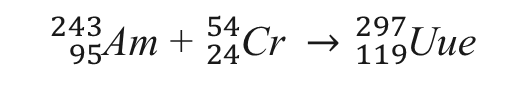 ²⁴³₉₅Am + ⁵⁴₂₄Cr → ²⁹⁷₁₁₉Uue